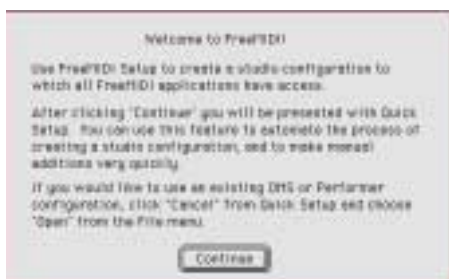 Welcome to FreeMIDI!
Use FreeMIDI Setup to create a studio configuration to
which all FreeMIDI applications have access.
After clicking "Continue" you will be presented with Quick
Setup. You can use this feature to automate the process of
creating a studio configuration, and to make manual
additions very quickly.
If you would like to use an existing OMS or Performer
configuration, click "Cancel" from Quick Setup and choose
"Open" from the File menu.
Continue